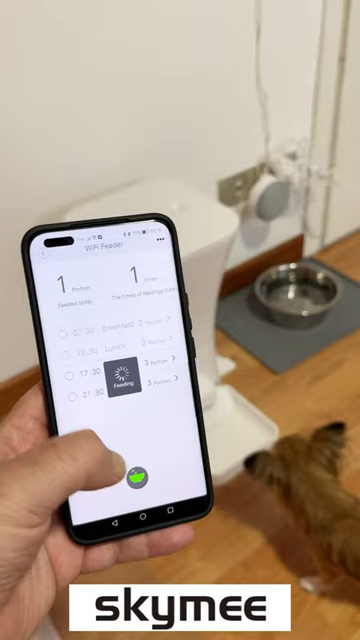 WiFi Feeder
1 Portion
1 times
Feeded today
The times of feedings toda
07:30 Breakfast 3 Portion
12:30 Lunch 3 Portion
17:30 3 Portion
Feeding
21:30 3 Portion
skymee